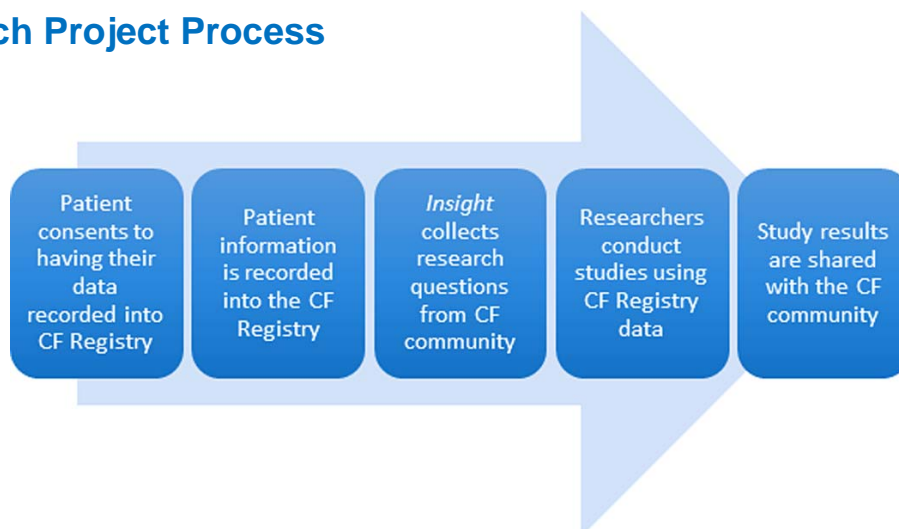 ch Project Process
Patient
consents to
having their
data
recorded into
CF Registry
Patient
information
is recorded
into the CF
Registry
Insight
collects
research
questions
from CF
community
Researchers
conduct
studies using
CF Registry
data
Study results
are shared
with the CF
community